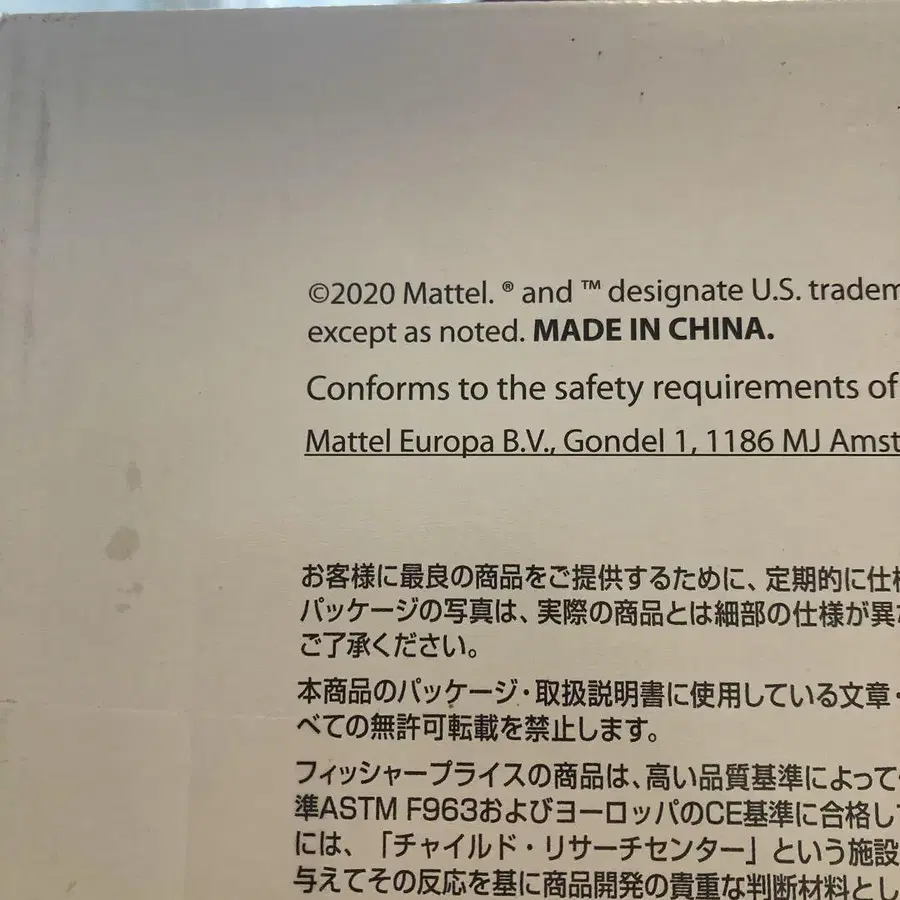 ©2020 Mattel. ® and ™ designate U.S. tradem
except as noted. MADE IN CHINA.
Conforms to the safety requirements of
Mattel Europa B.V., Gondel 1, 1186 MJ Amst
お客様に最良の商品をご提供するために、定期的に仕様
パッケージの写真は、実際の商品とは細部の仕様が異な
ご了承ください。
本商品のパッケージ・取扱説明書に使用している文章・
べての無許可転載を禁止します。
フィッシャープライスの商品は、高い品質基準によって
準ASTM F963およびヨーロッパのCE基準に合格し
には、「チャイルド・リサーチセンター」という施設
与えてその反応を基に商品開発の貴重な判断材料とし